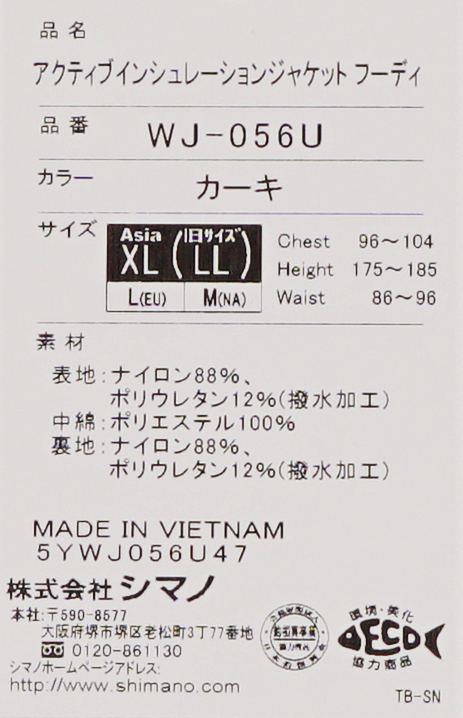 品名
アクティブインシュレーションジャケット フーディ
品番
WJ-056U
カラー
カーキ
サイズ
Asia (旧サイズ)
XL (LL)
L(EU) M(NA)
Chest 96～104
Height 175～185
Waist 86～96
素材
表地:ナイロン88%、
ポリウレタン12%(撥水加工)
中綿:ポリエステル100%
裏地:ナイロン88%、
ポリウレタン12%(撥水加工)
MADE IN VIETNAM
5YWJ056U47
株式会社 シマノ
本社:〒590-8577
大阪府堺市堺区老松町3丁77番地
0120-861130
シマノホームページアドレス:
http://www.shimano.com
環境・美化
ECO
協力商品
TB-SN